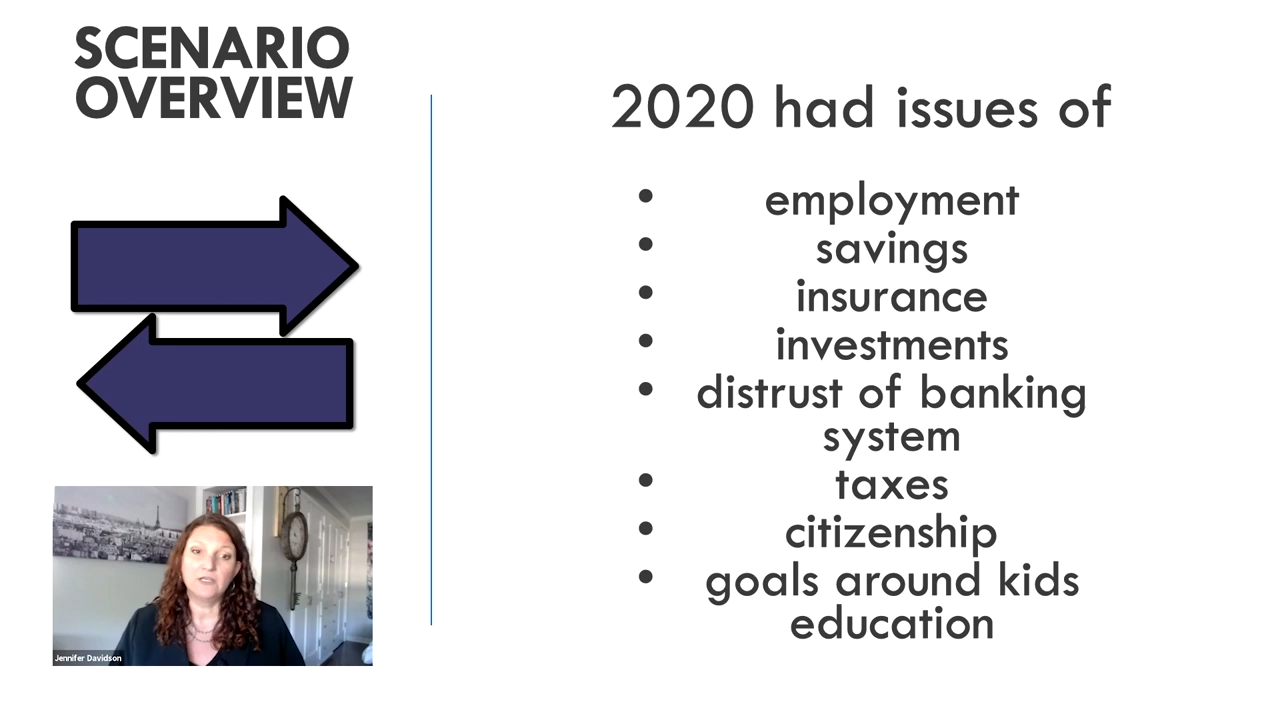 SCENARIO
OVERVIEW
2020 had issues of
• employment
• savings
• insurance
• investments
• distrust of banking
system
• taxes
• citizenship
• goals around kids
education
Jennifer Davidson